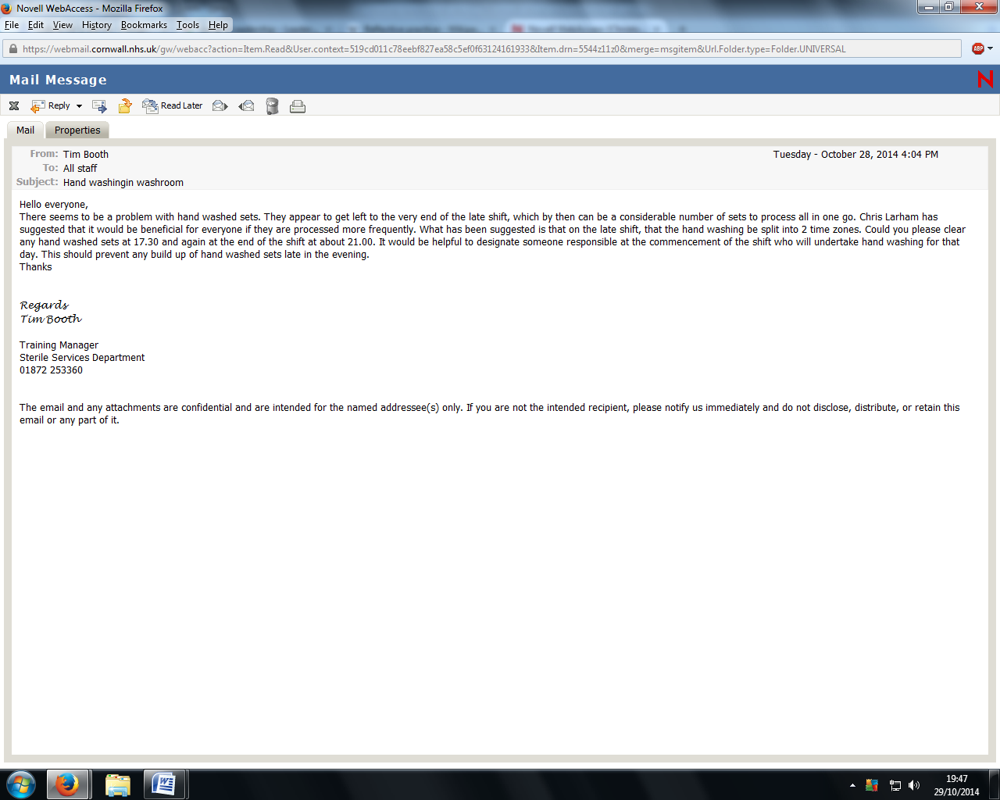 Novell WebAccess - Mozilla Firefox
File Edit View History Bookmarks Tools Help
https://webmail.cornwall.nhs.uk/gw/webacc?action=Item.Read&User.context=519cd011c78eebf827ea58c5ef0f63124161933&Item.drn=5544z11z0&merge=msgitem&Url.Folder.type=Folder.UNIVERSAL
ABP
Mail Message
N
Reply Read Later
Mail Properties
From: Tim Booth Tuesday - October 28, 2014 4:04 PM
To: All staff
Subject: Hand washingin washroom
Hello everyone,
There seems to be a problem with hand washed sets. They appear to get left to the very end of the late shift, which by then can be a considerable number of sets to process all in one go. Chris Larham has
suggested that it would be beneficial for everyone if they are processed more frequently. What has been suggested is that on the late shift, that the hand washing be split into 2 time zones. Could you please clear
any hand washed sets at 17.30 and again at the end of the shift at about 21.00. It would be helpful to designate someone responsible at the commencement of the shift who will undertake hand washing for that
day. This should prevent any build up of hand washed sets late in the evening.
Thanks
Regards
Tim Booth
Training Manager
Sterile Services Department
01872 253360
The email and any attachments are confidential and are intended for the named addressee(s) only. If you are not the intended recipient, please notify us immediately and do not disclose, distribute, or retain this
email or any part of it.
19:47
29/10/2014